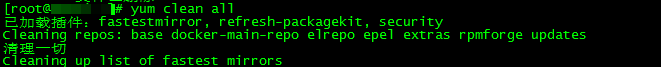 [root@ ]# yum clean all
已加载插件：fastestmirror, refresh-packagekit, security
Cleaning repos: base docker-main-repo elrepo epel extras rpmforge updates
清理一切
Cleaning up list of fastest mirrors